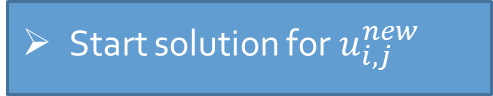 ➢ Start solution for $u_{i,j}^{new}$